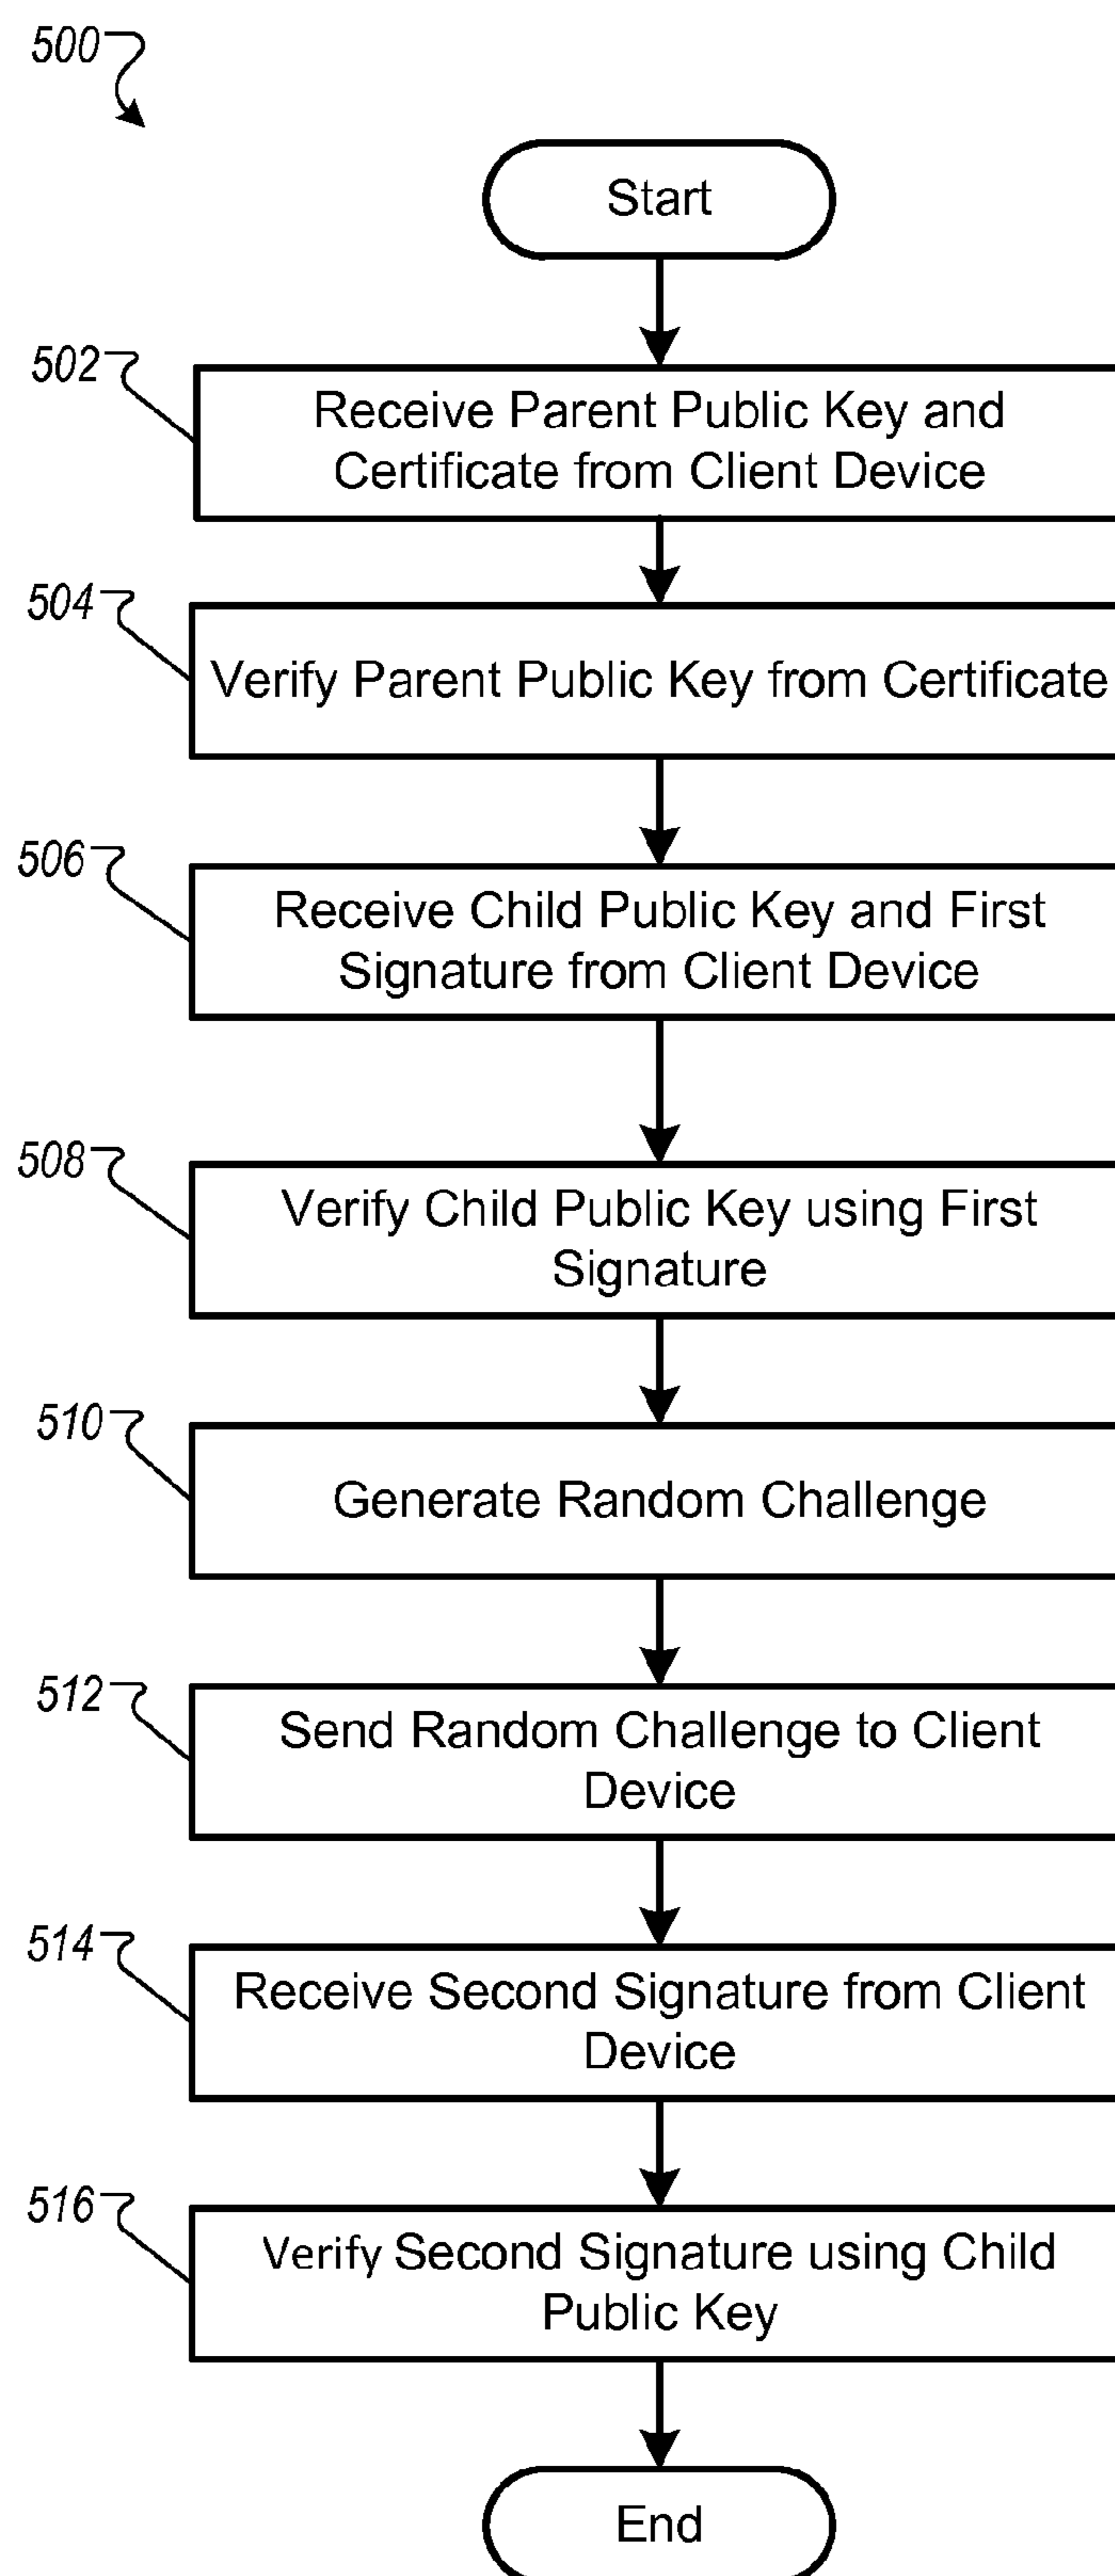 500
Start
502
Receive Parent Public Key and
Certificate from Client Device
504
Verify Parent Public Key from Certificate
506
Receive Child Public Key and First
Signature from Client Device
508
Verify Child Public Key using First
Signature
510
Generate Random Challenge
512
Send Random Challenge to Client
Device
514
Receive Second Signature from Client
Device
516
Verify Second Signature using Child
Public Key
End